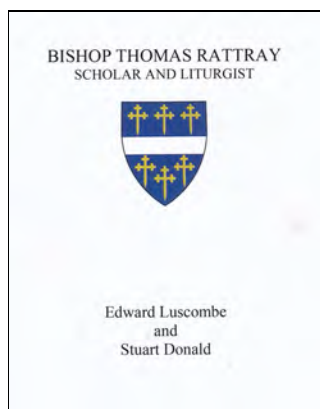 BISHOP THOMAS RATTRAY
SCHOLAR AND LITURGIST
Edward Luscombe
and
Stuart Donald